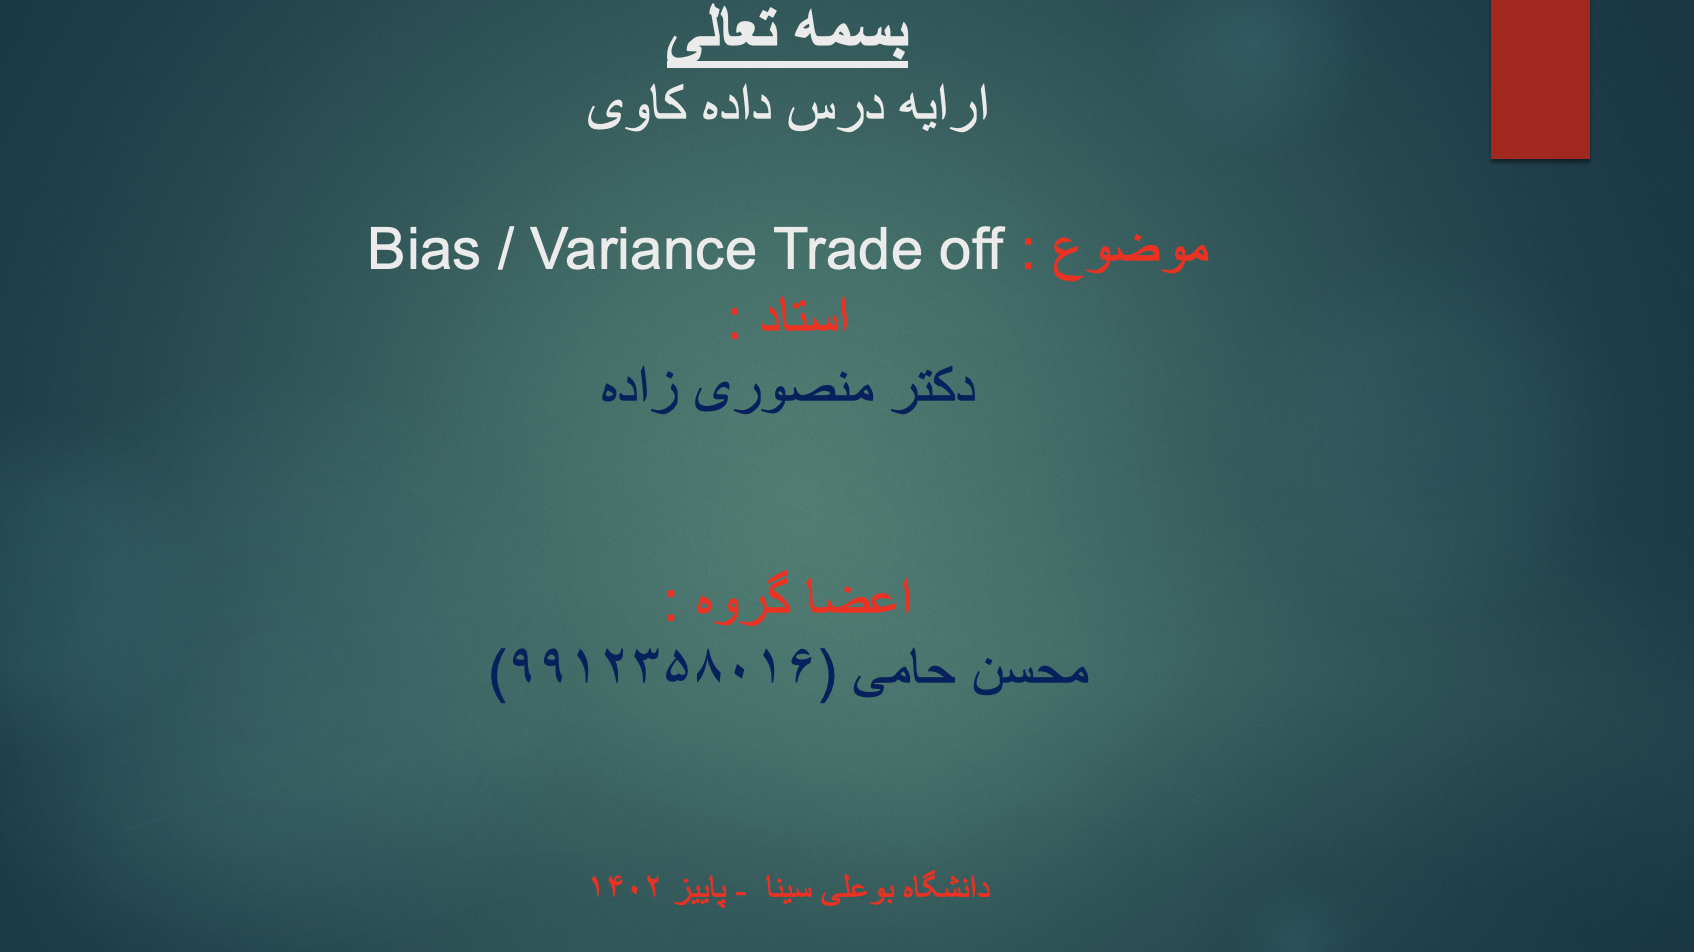 بسمه تعالی
ارایه درس داده کاوی
موضوع : Bias / Variance Trade off
استاد :
دکتر منصوری زاده
اعضا گروه :
محسن حامی (۹۹۱۲۳۵۸۰۱۶)
دانشگاه بوعلی سینا - پاییز ۱۴۰۲